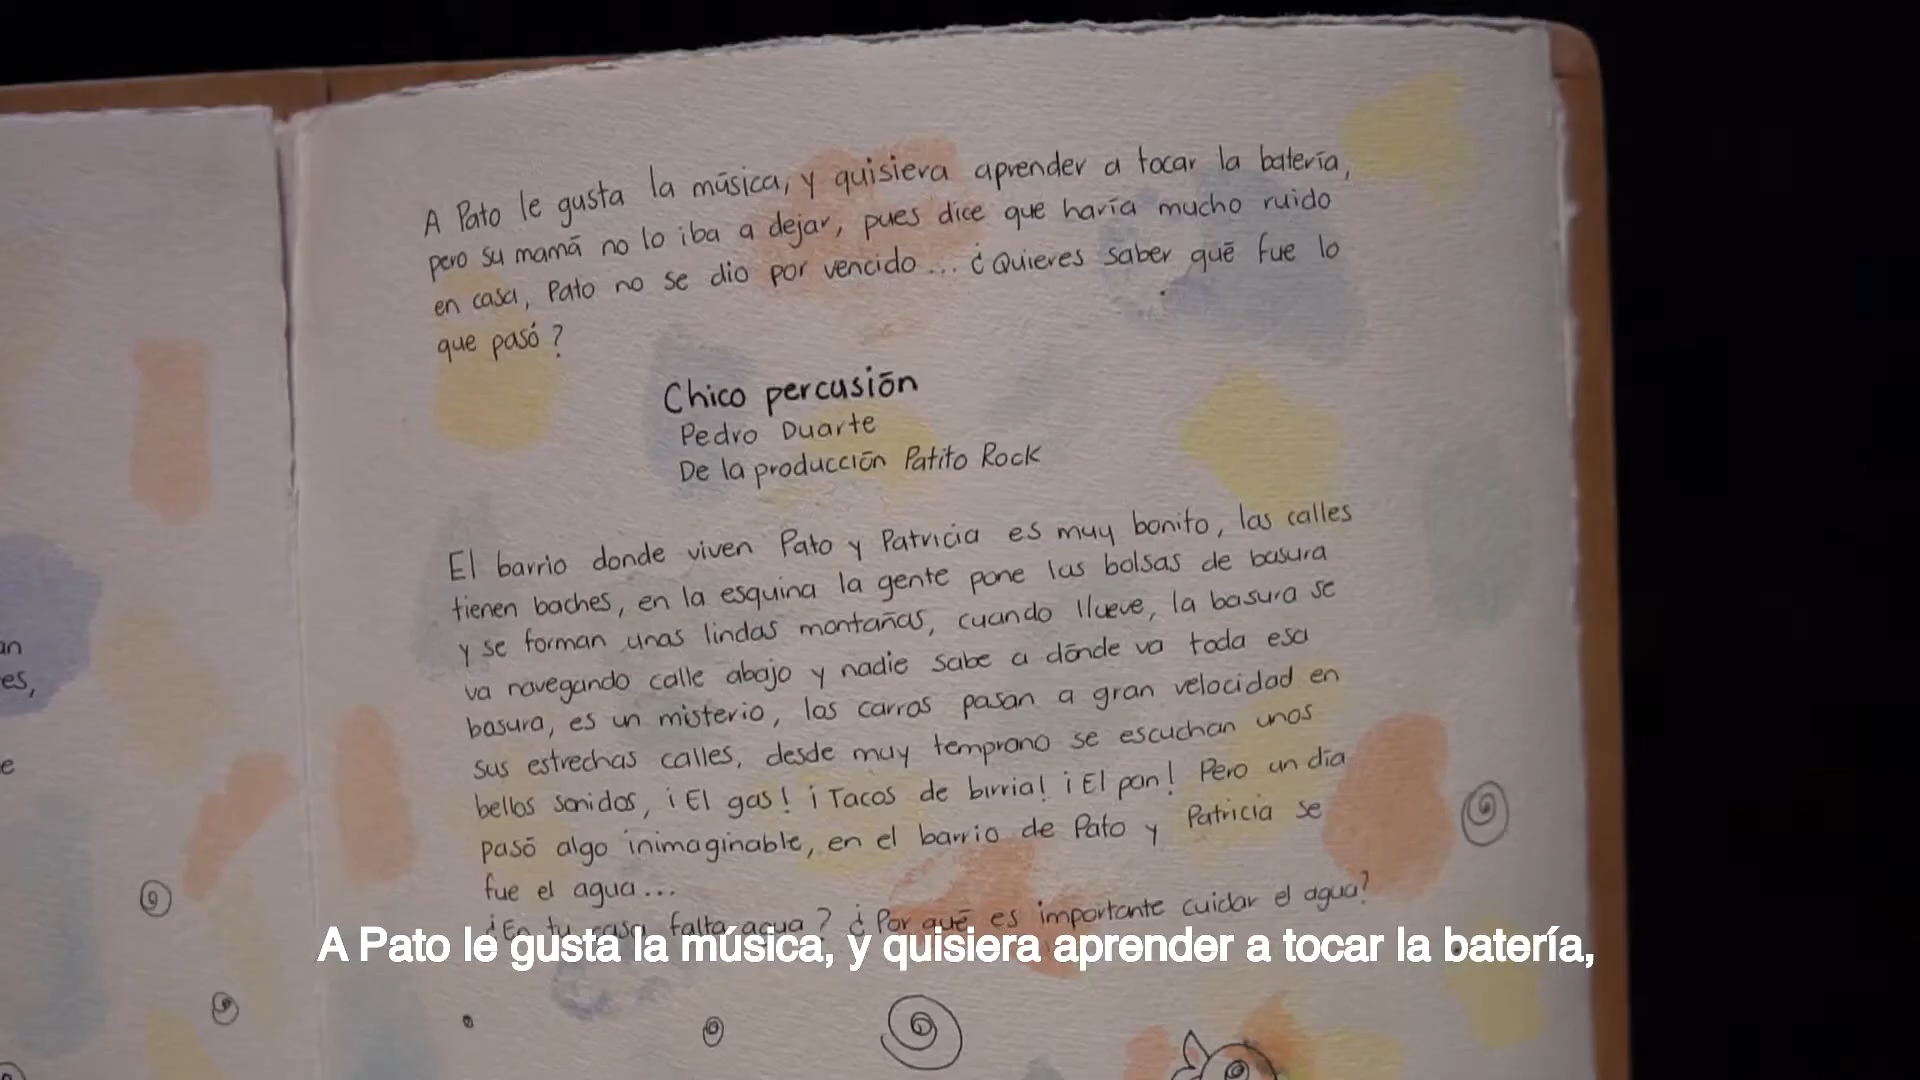 A Pato le gusta la música, y quisiera aprender a tocar la batería,
pero su mamá no lo iba a dejar, pues dice que haría mucho ruido
en casa, Pato no se dio por vencido... ¿Quieres saber qué fue lo
que pasó?
Chico percusión
Pedro Duarte
De la producción Patito Rock
El barrio donde viven Pato y Patricia es muy bonito, las calles
tienen baches, en la esquina la gente pone las bolsas de basura
y se forman unas lindas montañas, cuando llueve, la basura se
va navegando calle abajo y nadie sabe a dónde va toda esa
basura, es un misterio, los carros pasan a gran velocidad en
sus estrechas calles, desde muy temprano se escuchan unos
bellos sonidos, ¡El gas! ¡Tacos de birria! ¡El pan! Pero un día
pasó algo inimaginable, en el barrio de Pato y Patricia se
fue el agua...
¿En tu casa falta agua? ¿Por qué es importante cuidar el agua?
A Pato le gusta la música, y quisiera aprender a tocar la batería,